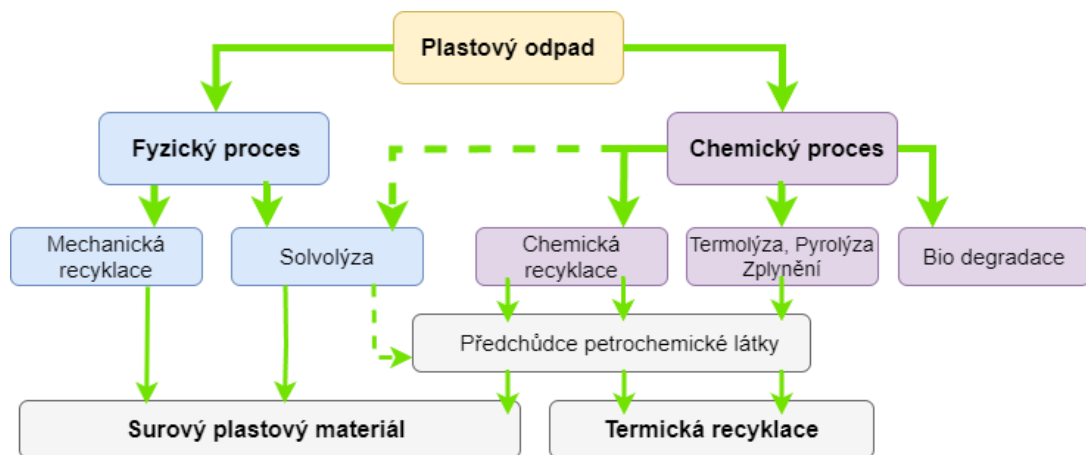 Plastový odpad
Fyzický proces
Chemický proces
Mechanická
recyklace
Solvolýza
Chemická
recyklace
Termolýza, Pyrolýza
Zplynění
Bio degradace
Předchůdce petrochemické látky
Surový plastový materiál
Termická recyklace